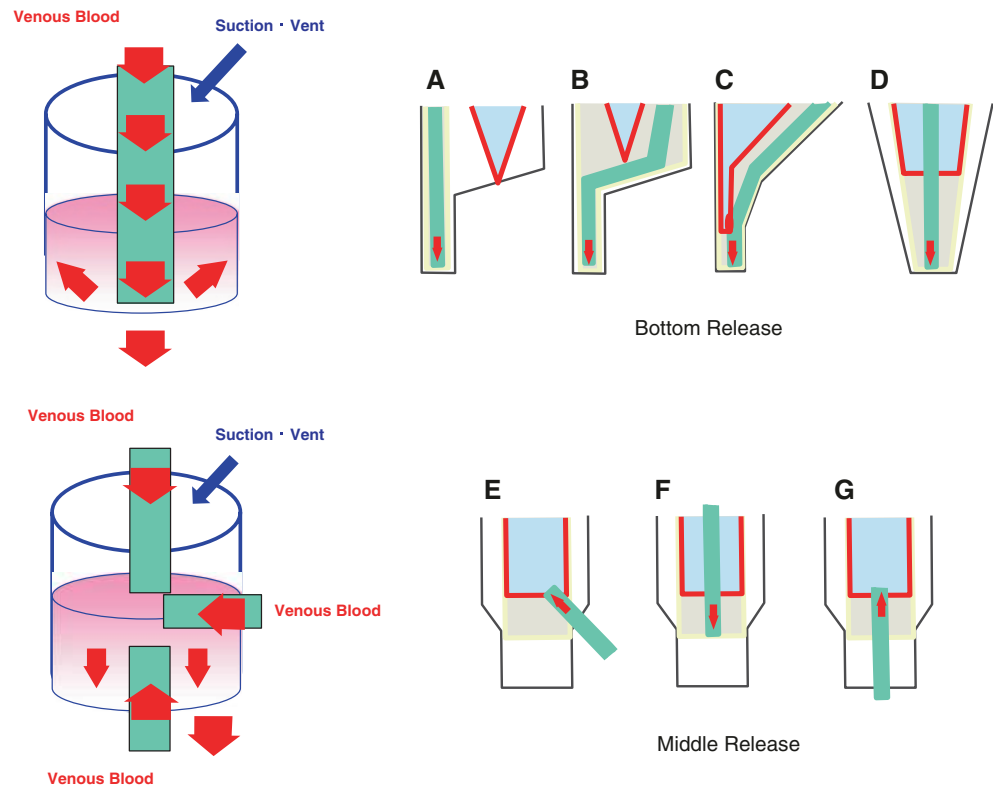 Venous Blood
Suction・Vent
A B C D
Bottom Release
Venous Blood
Suction・Vent
E F G
Venous Blood
Middle Release
Venous Blood